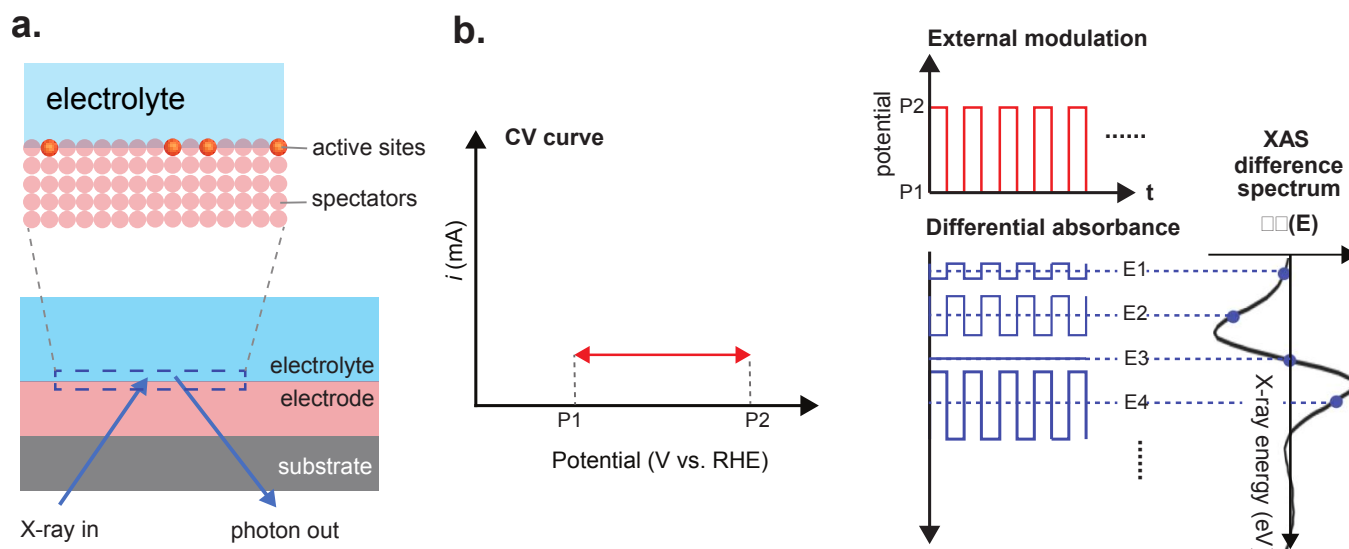 a.
electrolyte
active sites
spectators
electrolyte
electrode
substrate
X-ray in
photon out
b.
CV curve
i (mA)
P1
P2
Potential (V vs. RHE)
External modulation
potential
P2
P1
......
t
Differential absorbance
E1
E2
E3
E4
XAS
difference
spectrum
□□(E)
X-ray energy (eV